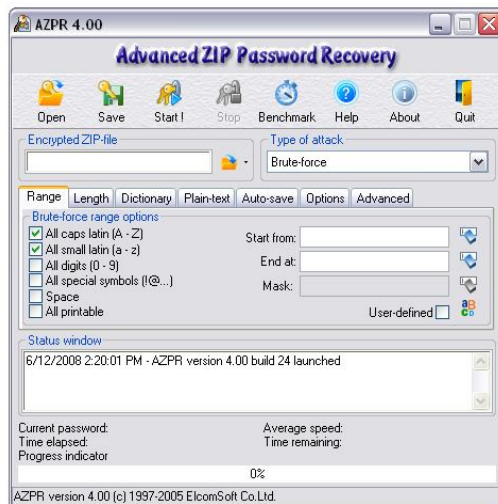 AZPR 4.00
Advanced ZIP Password Recovery
Open Save Start! Stop Benchmark Help About Quit
Encrypted ZIP-file
Type of attack
Brute-force
Range Length Dictionary Plain-text Auto-save Options Advanced
Brute-force range options
All caps latin (A - Z)
All small latin (a - z)
All digits (0 - 9)
All special symbols (!@...)
Space
All printable
Start from:
End at:
Mask:
User-defined
Status window
6/12/2008 2:20:01 PM - AZPR version 4.00 build 24 launched
Current password:
Average speed:
Time elapsed:
Time remaining:
Progress indicator
0%
AZPR version 4.00 (c) 1997-2005 ElcomSoft Co.Ltd.